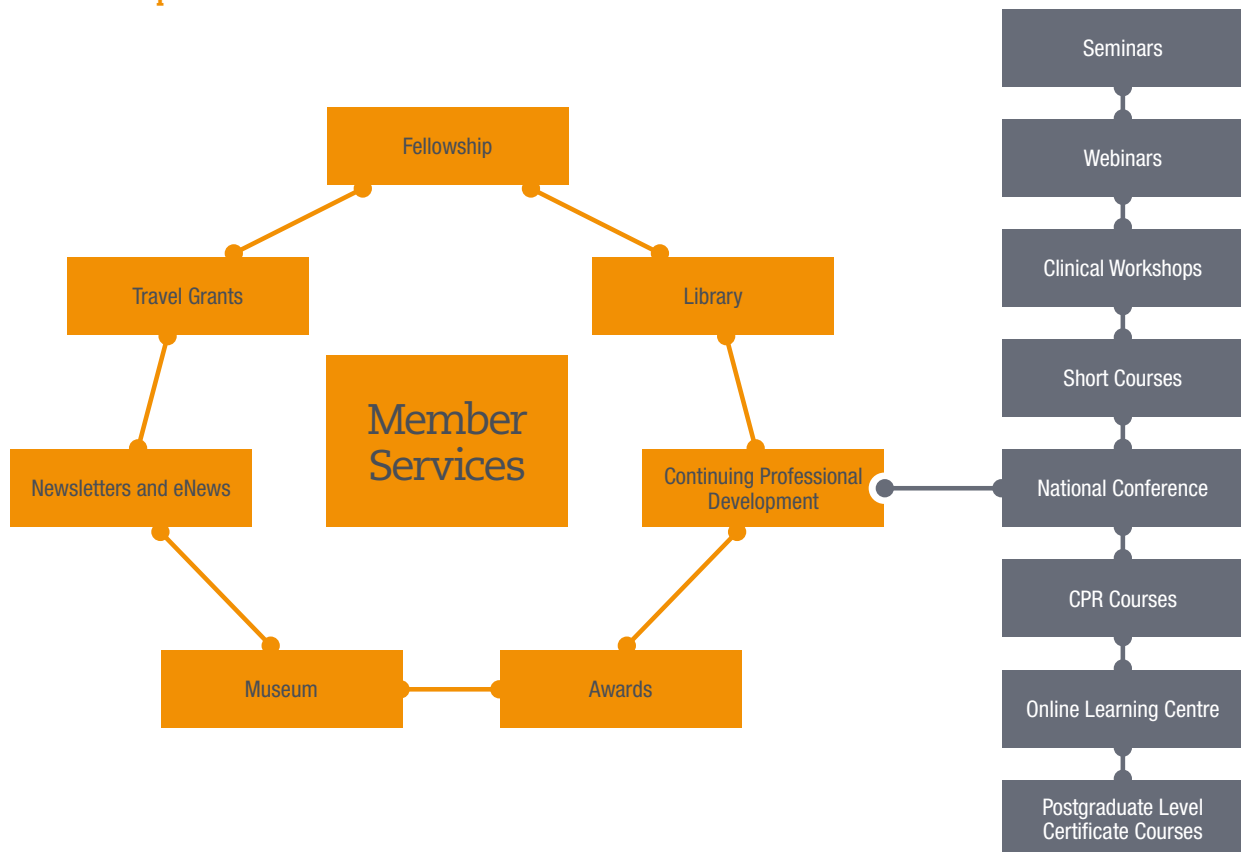 Seminars
Fellowship
Webinars
Travel Grants
Library
Clinical Workshops
Member
Services
Short Courses
Newsletters and eNews
Continuing Professional
Development
National Conference
CPR Courses
Museum
Awards
Online Learning Centre
Postgraduate Level
Certificate Courses